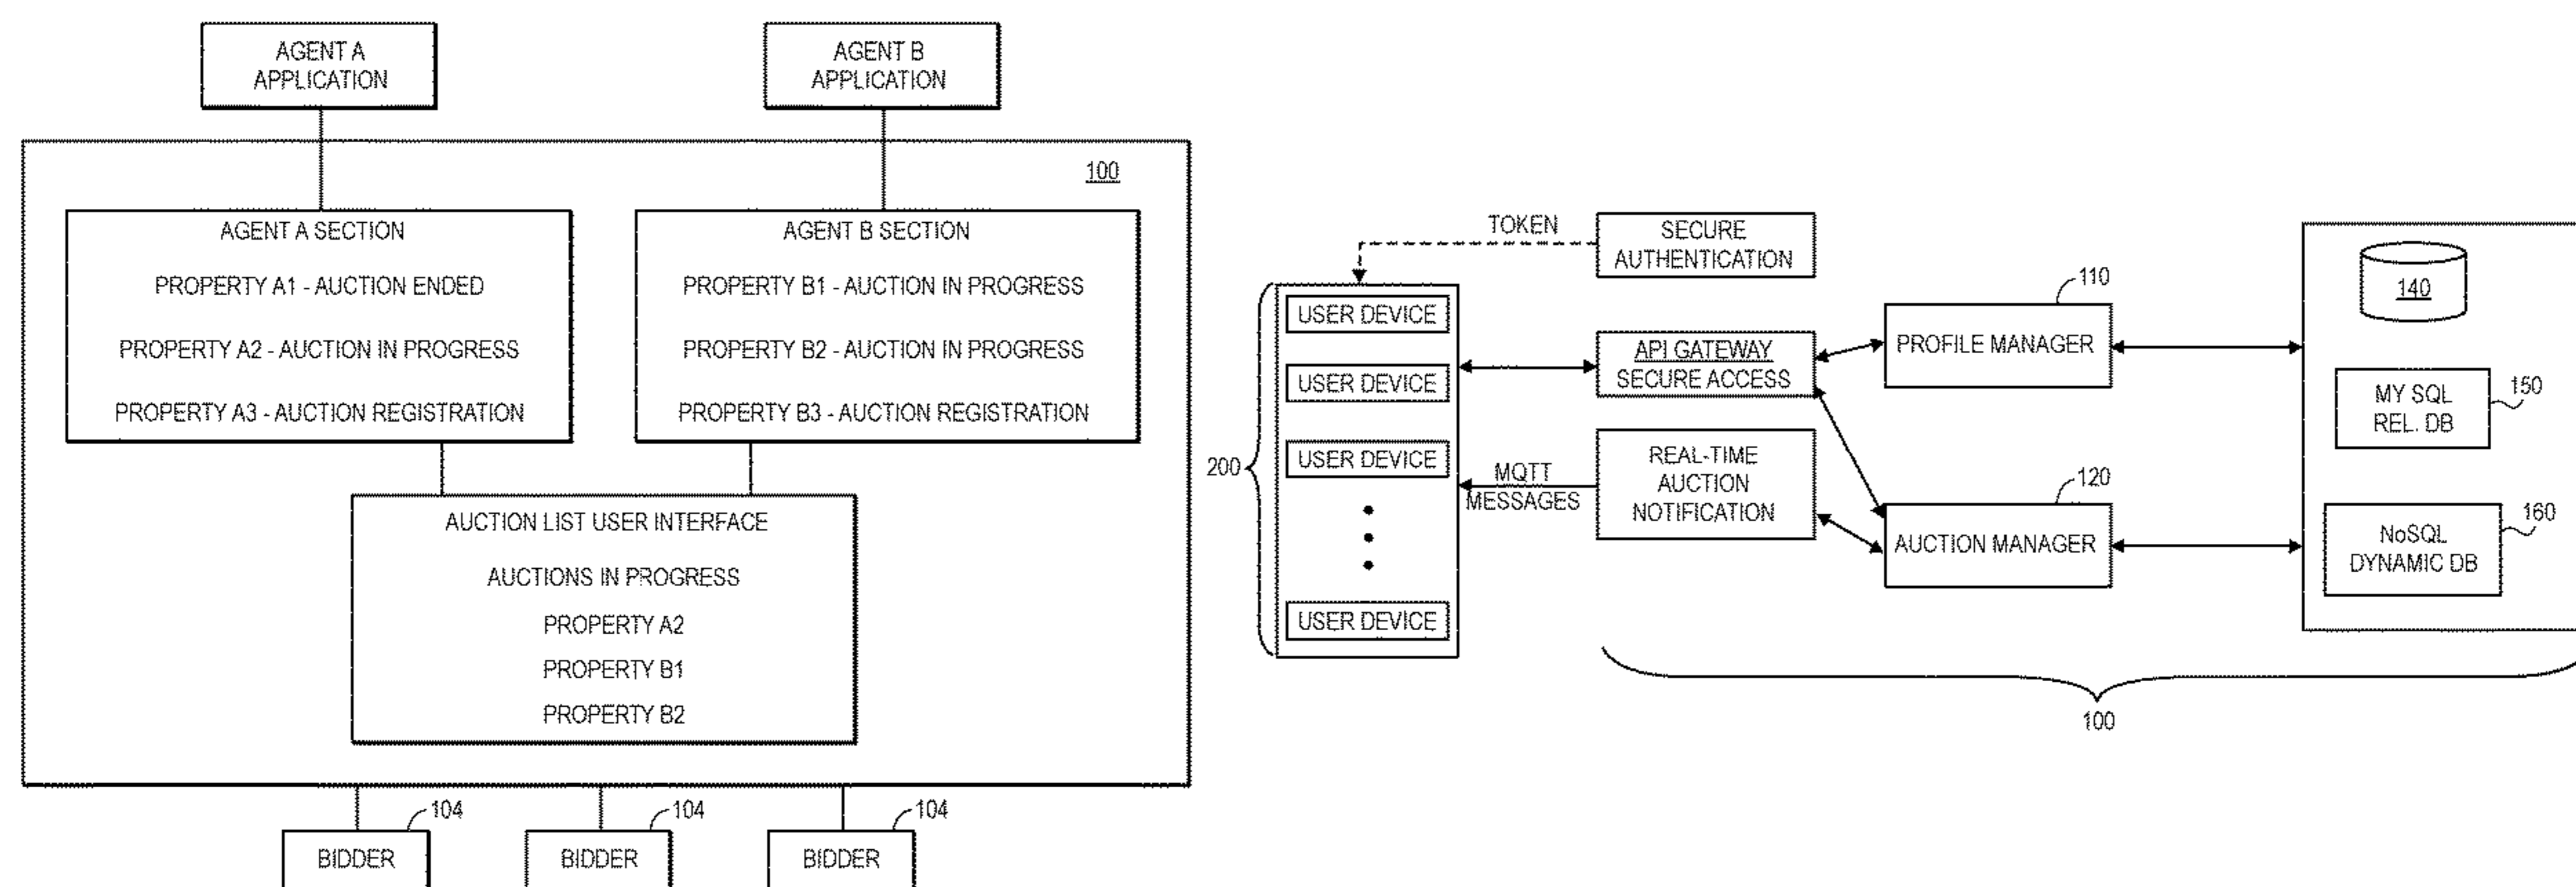 AGENT A
APPLICATION
AGENT B
APPLICATION
100
AGENT A SECTION
PROPERTY A1 - AUCTION ENDED
PROPERTY A2 - AUCTION IN PROGRESS
PROPERTY A3 - AUCTION REGISTRATION
AGENT B SECTION
PROPERTY B1 - AUCTION IN PROGRESS
PROPERTY B2 - AUCTION IN PROGRESS
PROPERTY B3 - AUCTION REGISTRATION
AUCTION LIST USER INTERFACE
AUCTIONS IN PROGRESS
PROPERTY A2
PROPERTY B1
PROPERTY B2
104
104
104
BIDDER
BIDDER
BIDDER
TOKEN
SECURE
AUTHENTICATION
200
USER DEVICE
USER DEVICE
USER DEVICE
USER DEVICE
API GATEWAY
SECURE ACCESS
MQTT
MESSAGES
REAL-TIME
AUCTION
NOTIFICATION
110
PROFILE MANAGER
120
AUCTION MANAGER
140
MY SQL
REL. DB
150
NoSQL
DYNAMIC DB
160
100